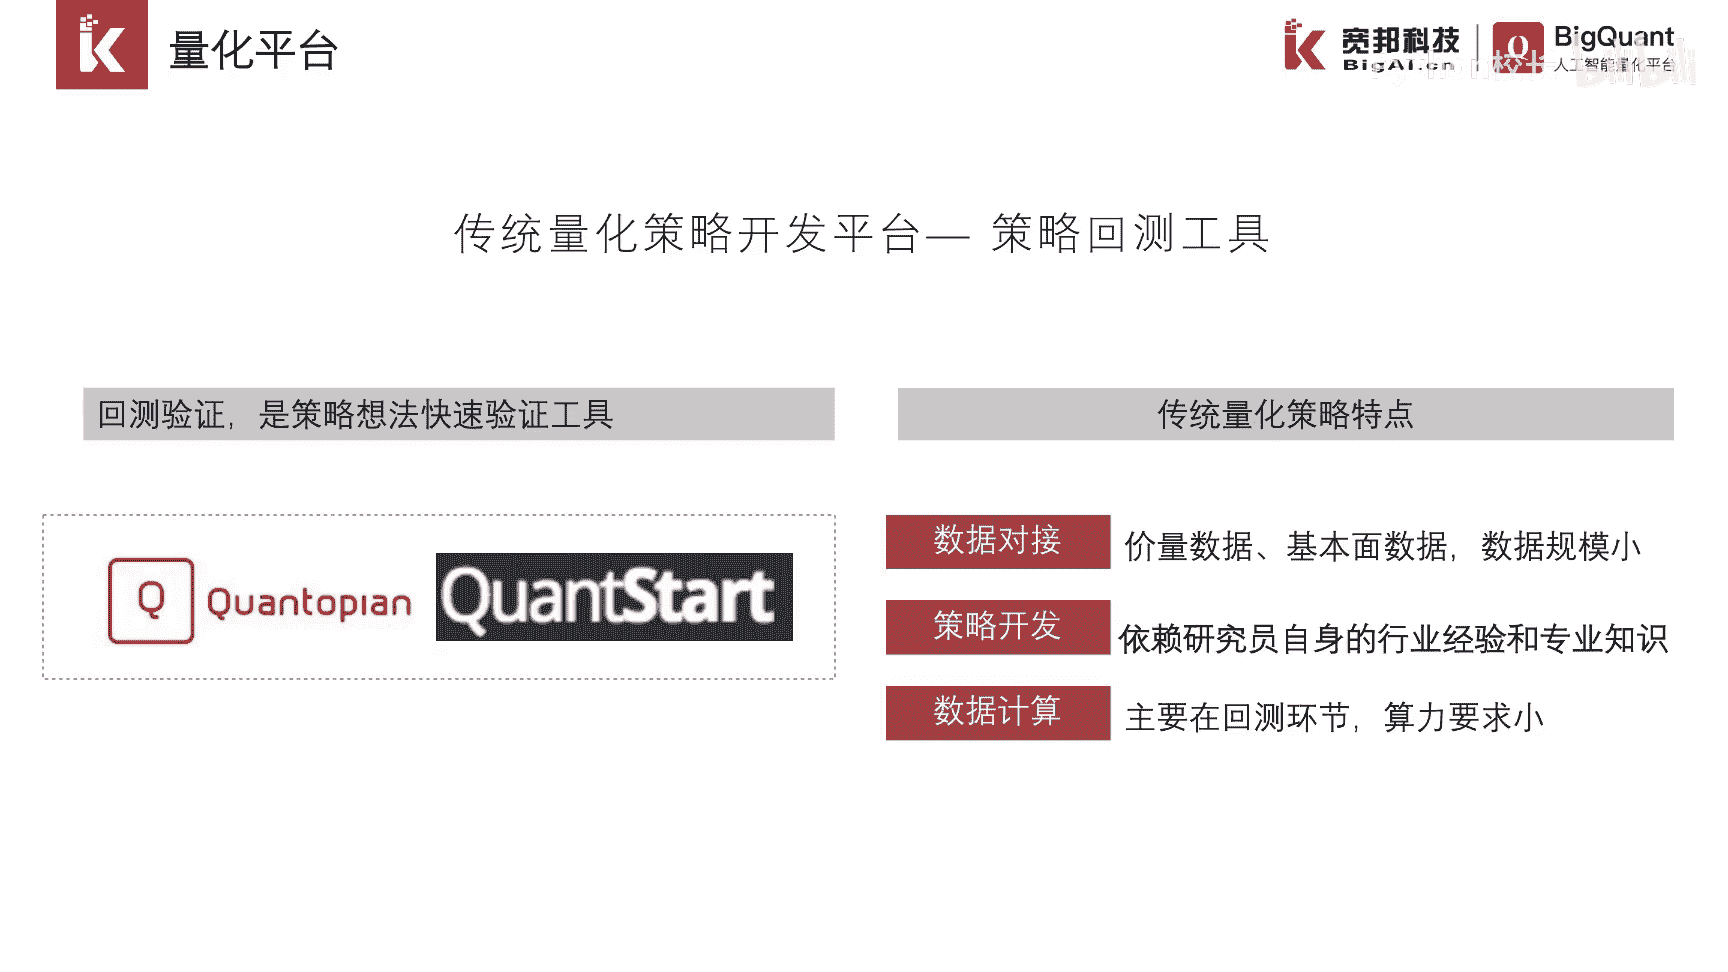 量化平台
宽邦科技
BigAI.cn
Q
BigQuant
人工智能量化平台
传统量化策略开发平台— 策略回测工具
回测验证，是策略想法快速验证工具
传统量化策略特点
Q Quantopian
QuantStart
数据对接 价量数据、基本面数据，数据规模小
策略开发 依赖研究员自身的行业经验和专业知识
数据计算 主要在回测环节，算力要求小